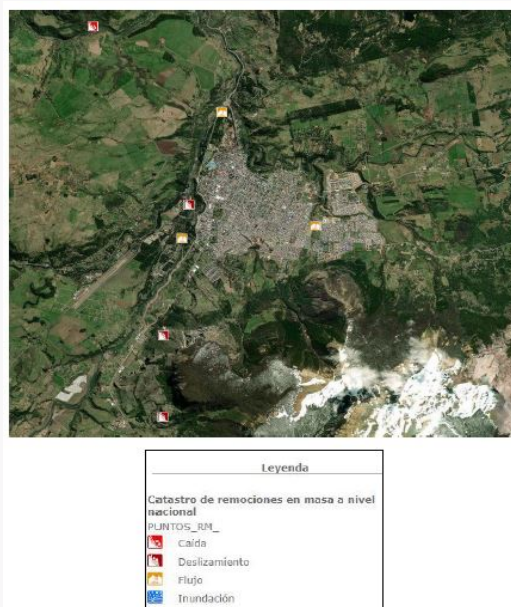 Leyenda
Catastro de remociones en masa a nivel
nacional
PUNTOS_RM_
Caída
Deslizamiento
Flujo
Inundación